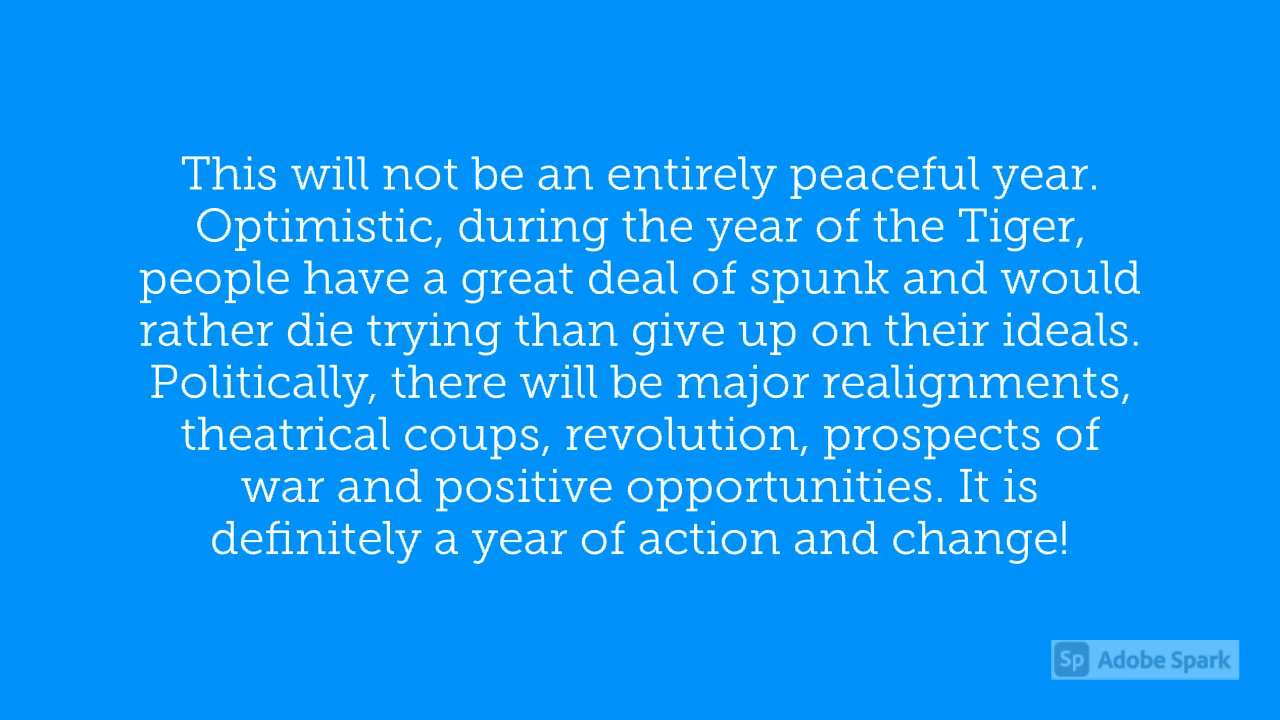 This will not be an entirely peaceful year.
Optimistic, during the year of the Tiger,
people have a great deal of spunk and would
rather die trying than give up on their ideals.
Politically, there will be major realignments,
theatrical coups, revolution, prospects of
war and positive opportunities. It is
definitely a year of action and change!
Sp Adobe Spark